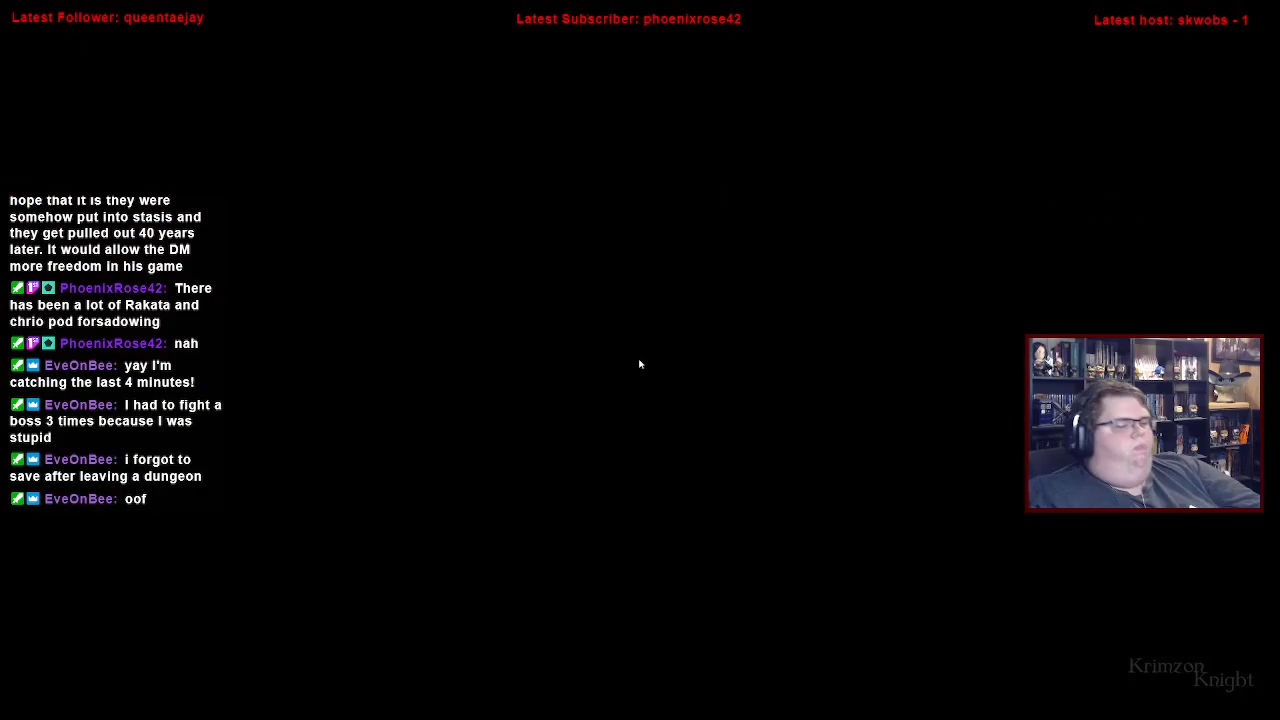 Latest Follower: queentaejay
Latest Subscriber: phoenixrose42
Latest host: skwobs - 1
hope that it is they were
somehow put into stasis and
they get pulled out 40 years
later. It would allow the DM
more freedom in his game
PhoenixRose42: There
has been a lot of Rakata and
chrio pod forsadowing
PhoenixRose42: nah
EveOnBee: yay I'm
catching the last 4 minutes!
EveOnBee: I had to fight a
boss 3 times because I was
stupid
EveOnBee: i forgot to
save after leaving a dungeon
EveOnBee: oof
Krimzon
Knight